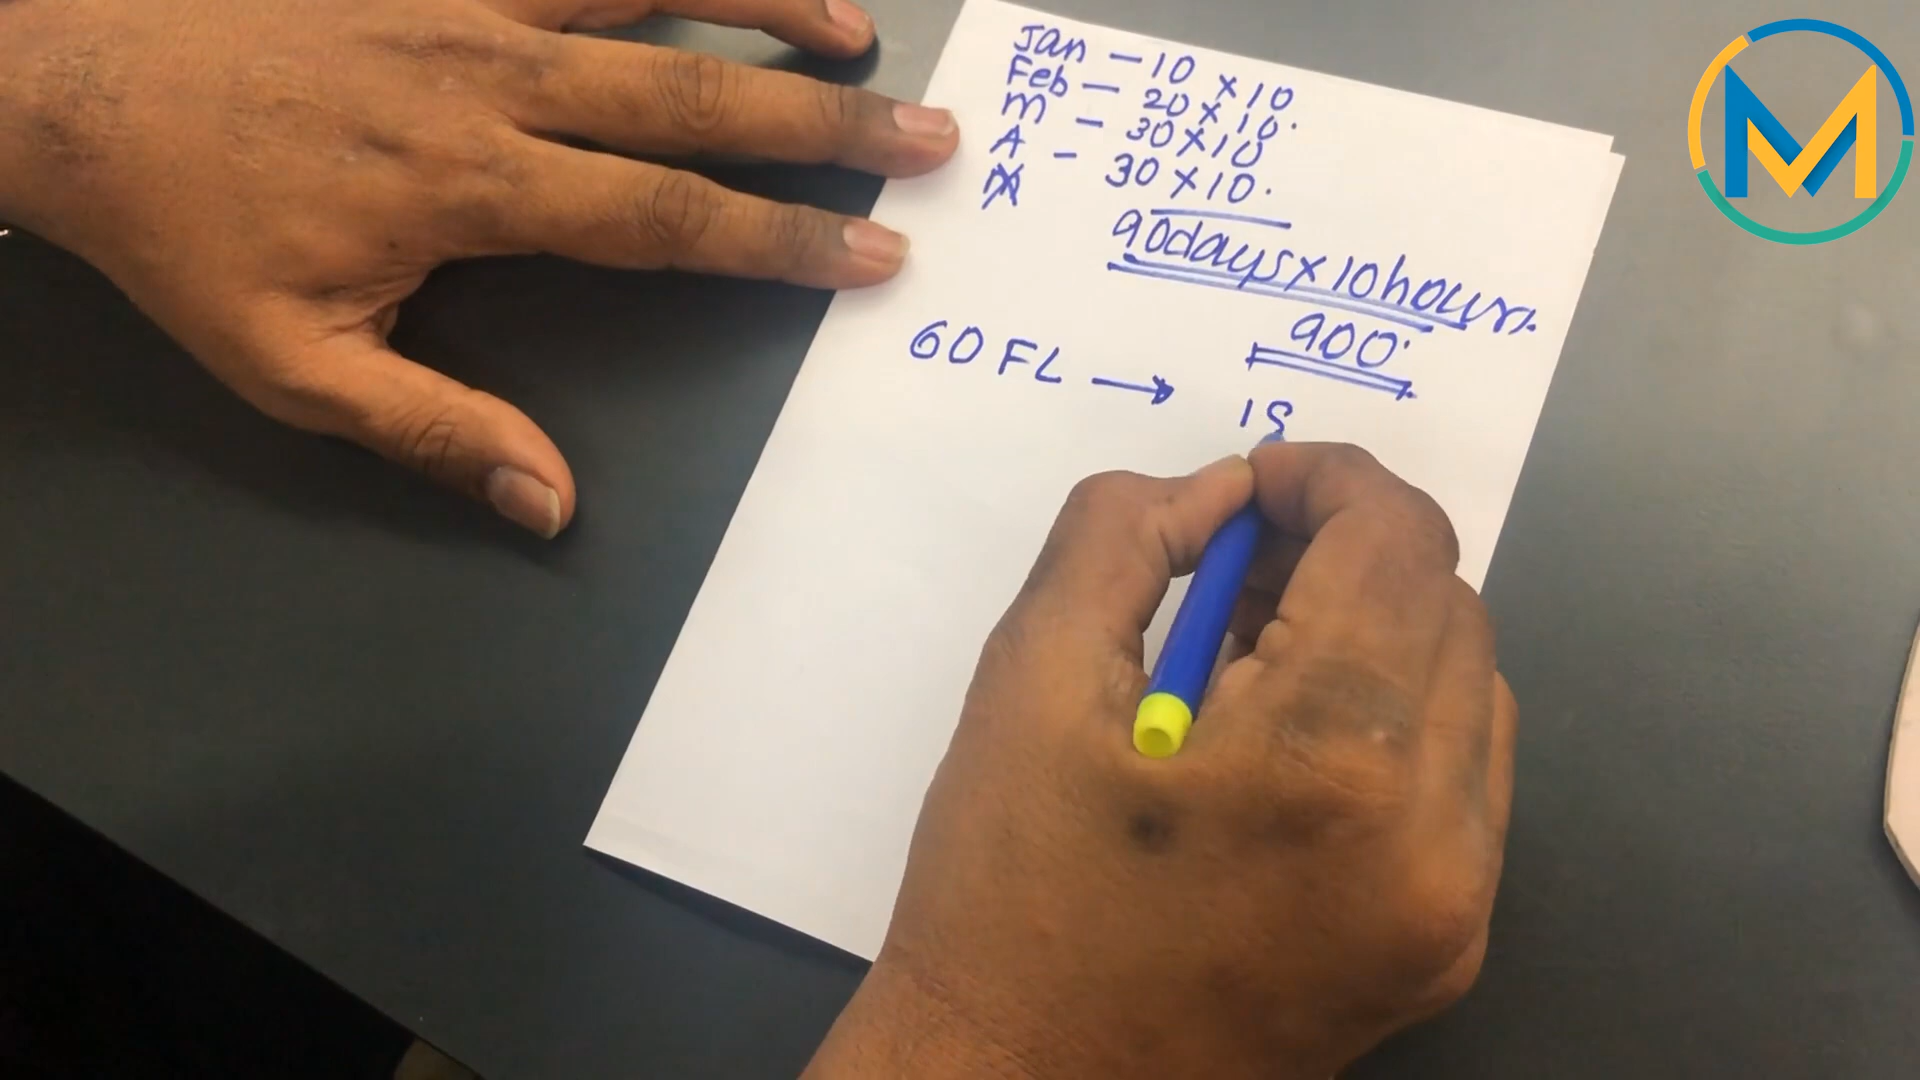 Jan - 10 x 10
Feb - 20 x 10.
M - 30 x 10
A - 30 x 10.
M
90days x 10hours.
900.
60 FL → 15
M